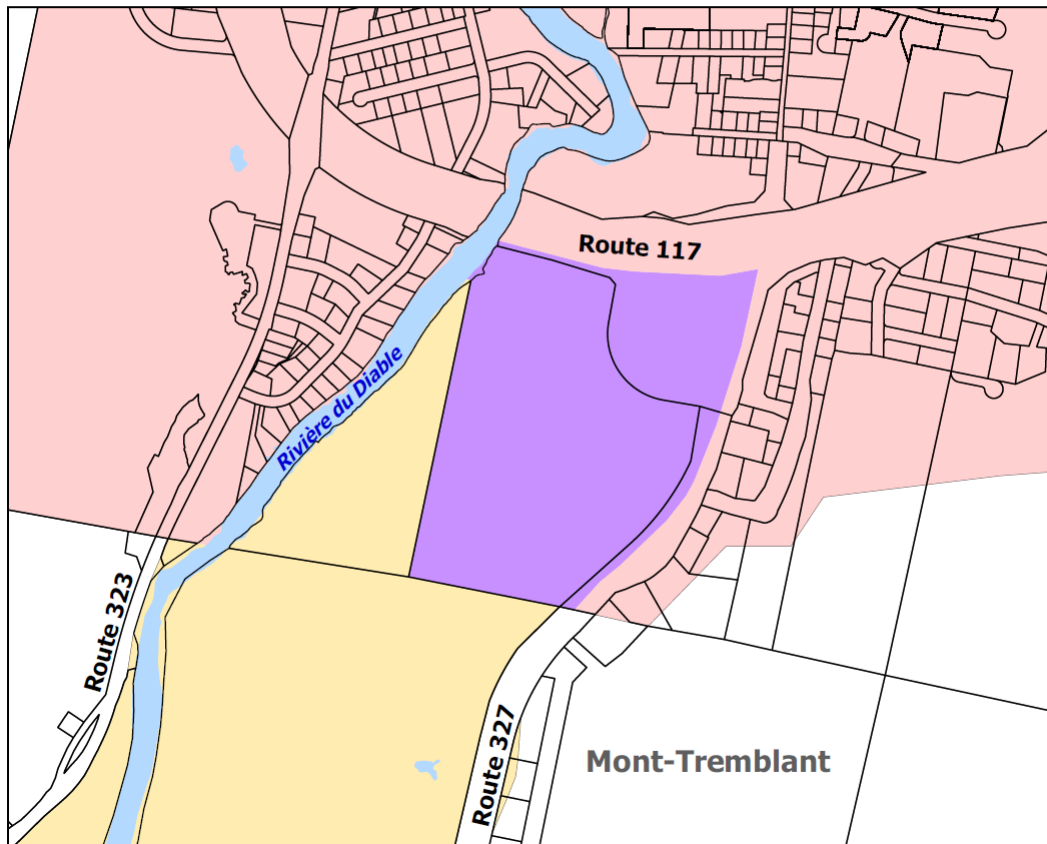 Route 117
Rivière du Diable
Route 323
Route 327
Mont-Tremblant